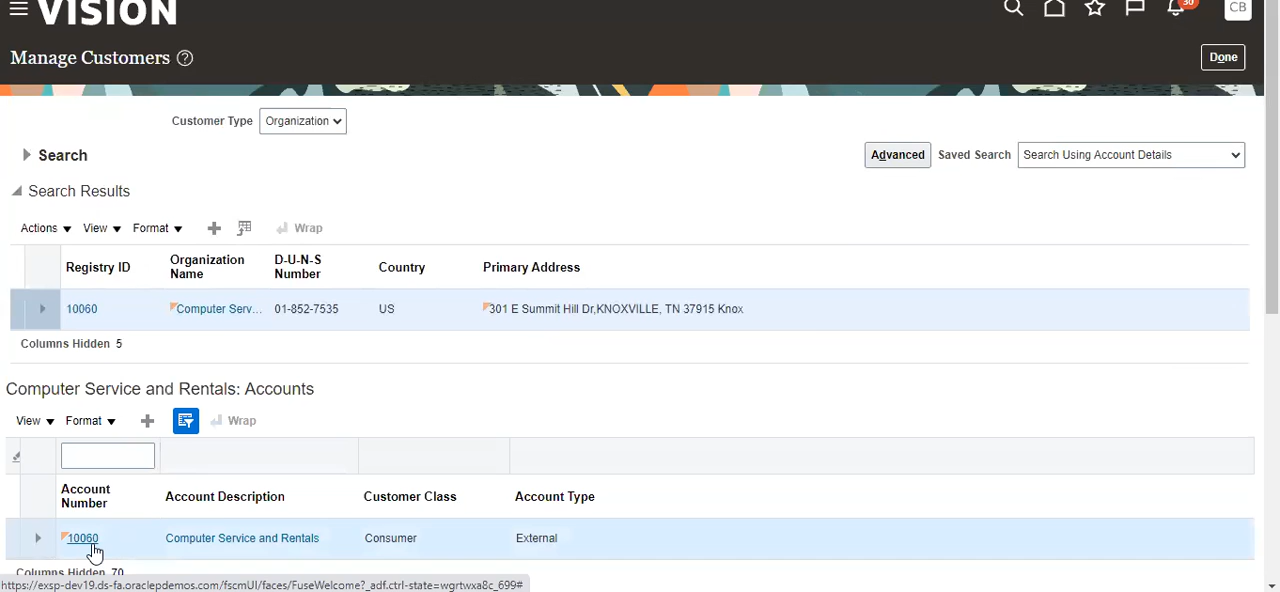 VISION
30
CB
Manage Customers ?
Done
Customer Type Organization
Search
Advanced Saved Search Search Using Account Details
Search Results
Actions View Format Wrap
Registry ID Organization Name D-U-N-S Number Country Primary Address
10060 Computer Serv... 01-852-7535 US 301 E Summit Hill Dr,KNOXVILLE, TN 37915 Knox
Columns Hidden 5
Computer Service and Rentals: Accounts
View Format Wrap
Account Number Account Description Customer Class Account Type
10060 Computer Service and Rentals Consumer External
Columns Hidden 70
https://exsp-dev19.ds-fa.oraclepdemos.com/fscmUI/faces/FuseWelcome?_adf.ctrl-state=wgrtwxa8c_699#